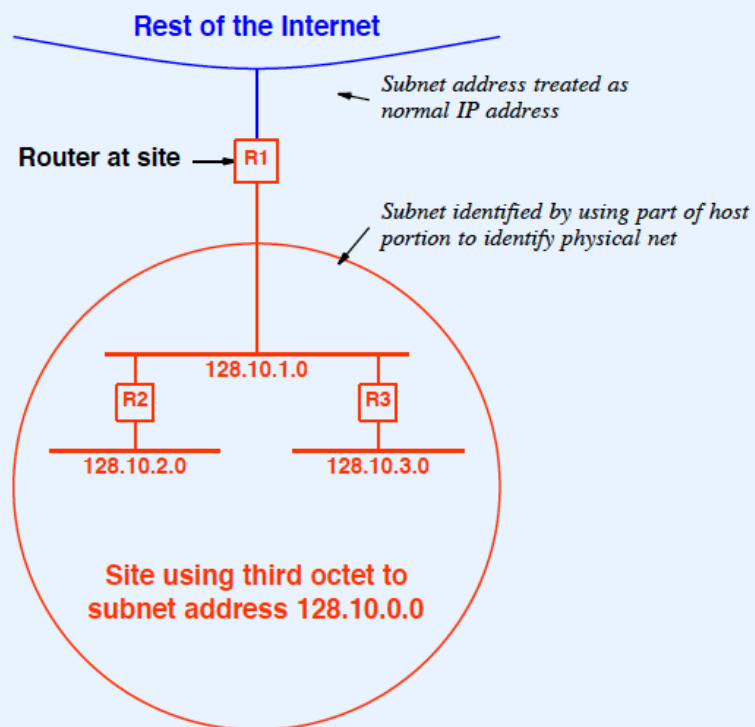 Rest of the Internet
Subnet address treated as
normal IP address
Router at site
R1
Subnet identified by using part of host
portion to identify physical net
128.10.1.0
R2
R3
128.10.2.0
128.10.3.0
Site using third octet to
subnet address 128.10.0.0